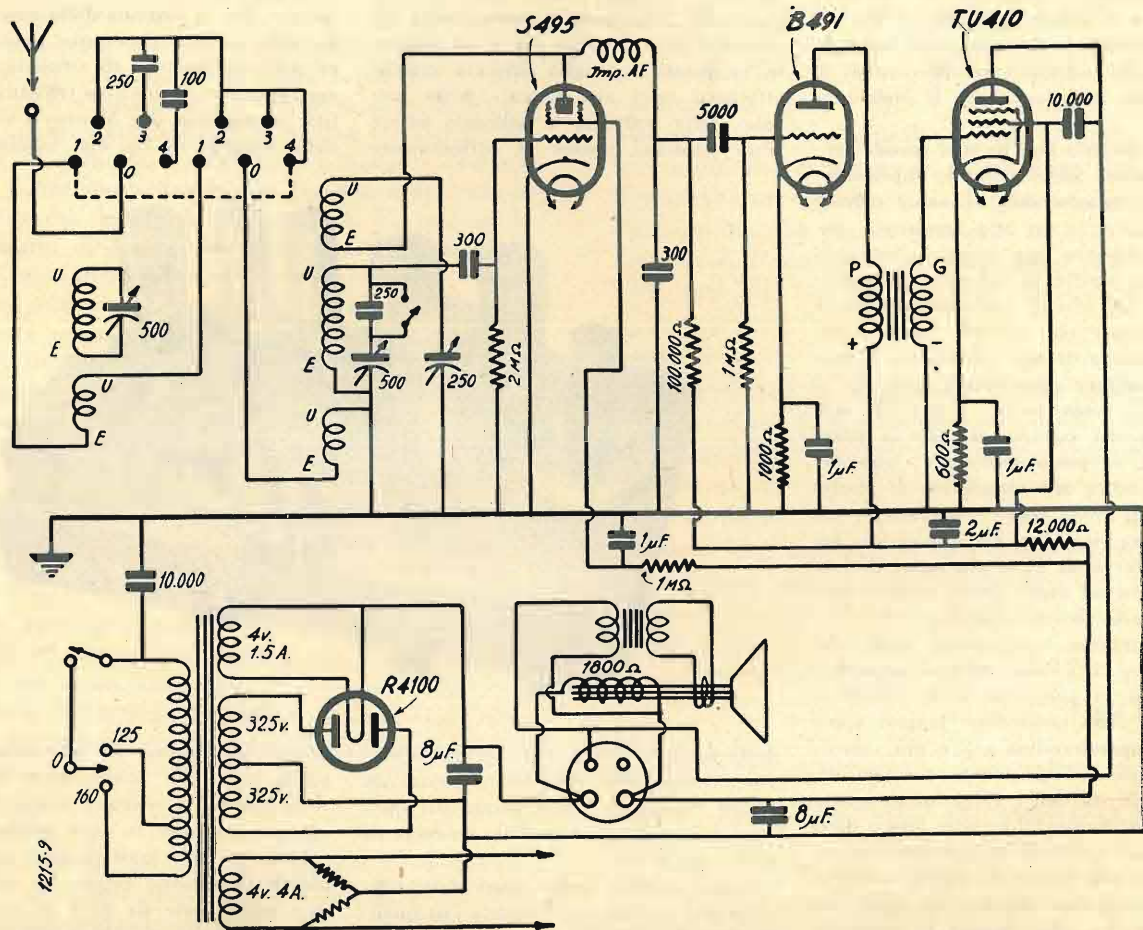 S495
B491
TU410
Imp. AF
250
100
5000
10.000
2
3
2
3
1
0
4
1
0
4
U
E
300
300
U
250
P
G
U
E
500
E
500
250
2MΩ
100.000Ω
1MΩ
+
-
U
E
U
E
1000Ω
1µF.
600Ω
1µF.
1µF.
2µF.
12.000Ω
1MΩ
10.000
4v.
1.5A.
R4100
1800Ω
325v.
125
8µF.
0
160
325v.
8µF.
1215-9
4v. 4A.